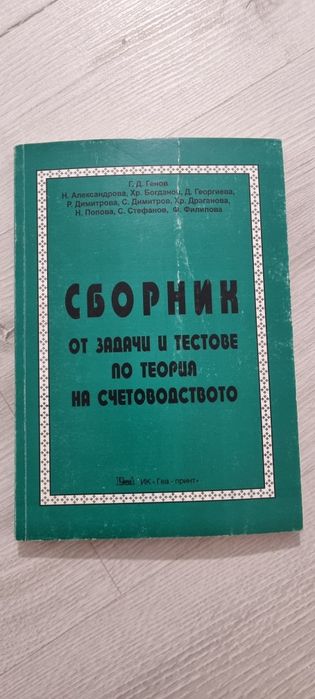 Г. Д. Генов
Н. Александрова, Хр. Богданов, Д. Георгиева,
Р. Димитрова, С. Димитров, Хр. Драганова,
Н. Попова, С. Стефанов, Ф. Филипова
СБОРНИК
ОТ ЗАДАЧИ И ТЕСТОВЕ
ПО ТЕОРИЯ
НА СЧЕТОВОДСТВОТО
ИК «Геа - принт»